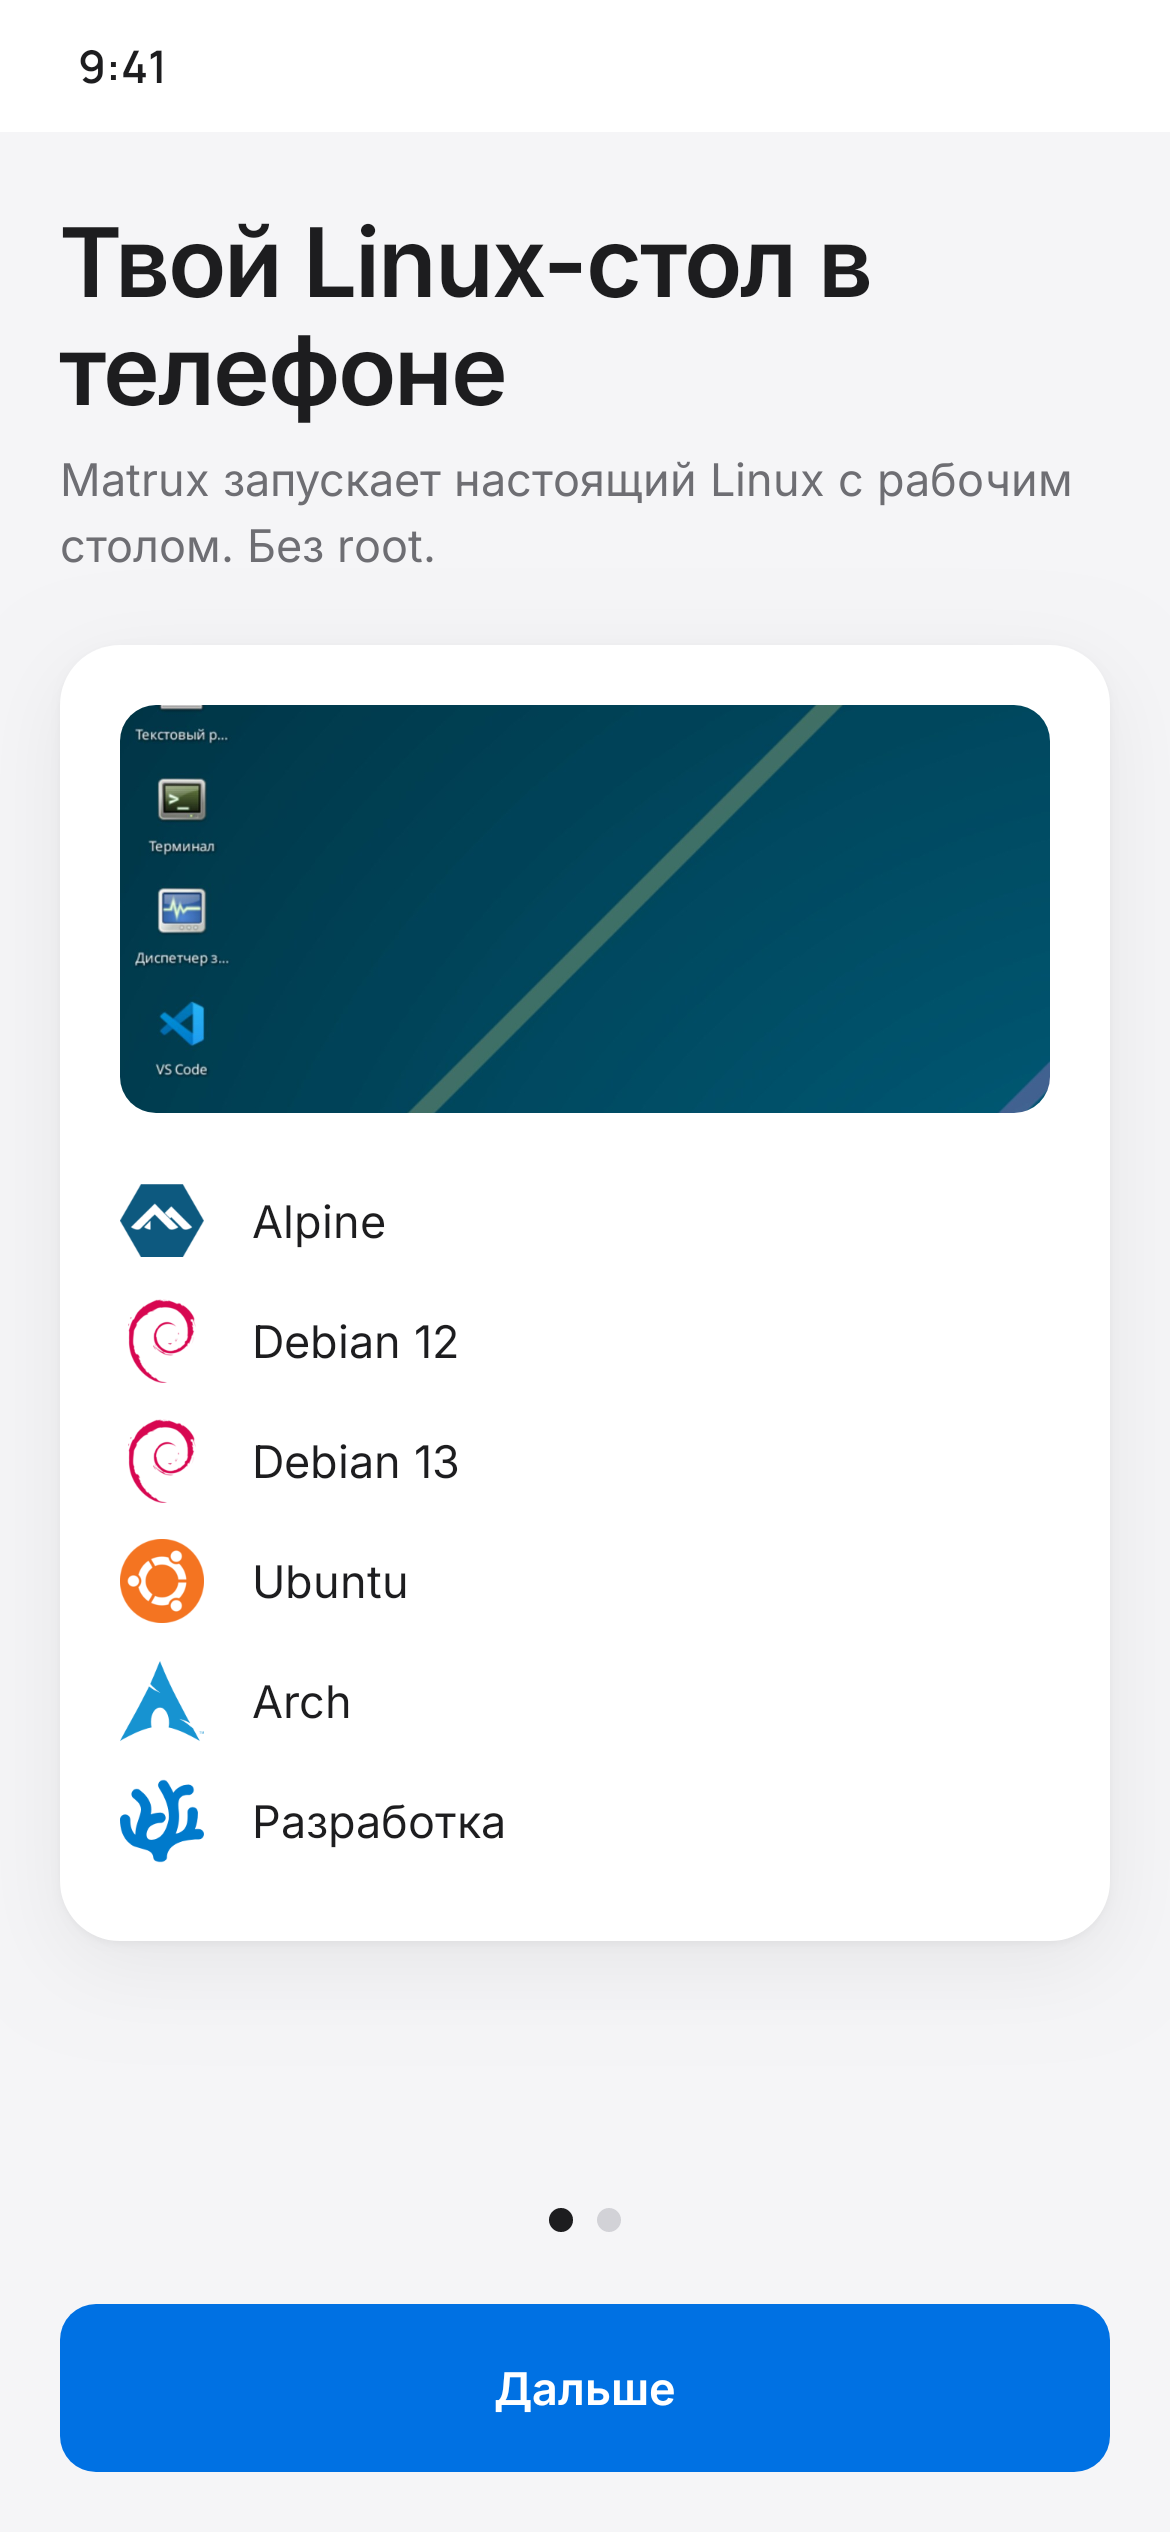 9:41
Твой Linux-стол в
телефоне
Matrux запускает настоящий Linux с рабочим
столом. Без root.
Текстовый р...
>_
Терминал
Диспетчер з...
VS Code
Alpine
Debian 12
Debian 13
Ubuntu
Arch
Разработка
Дальше